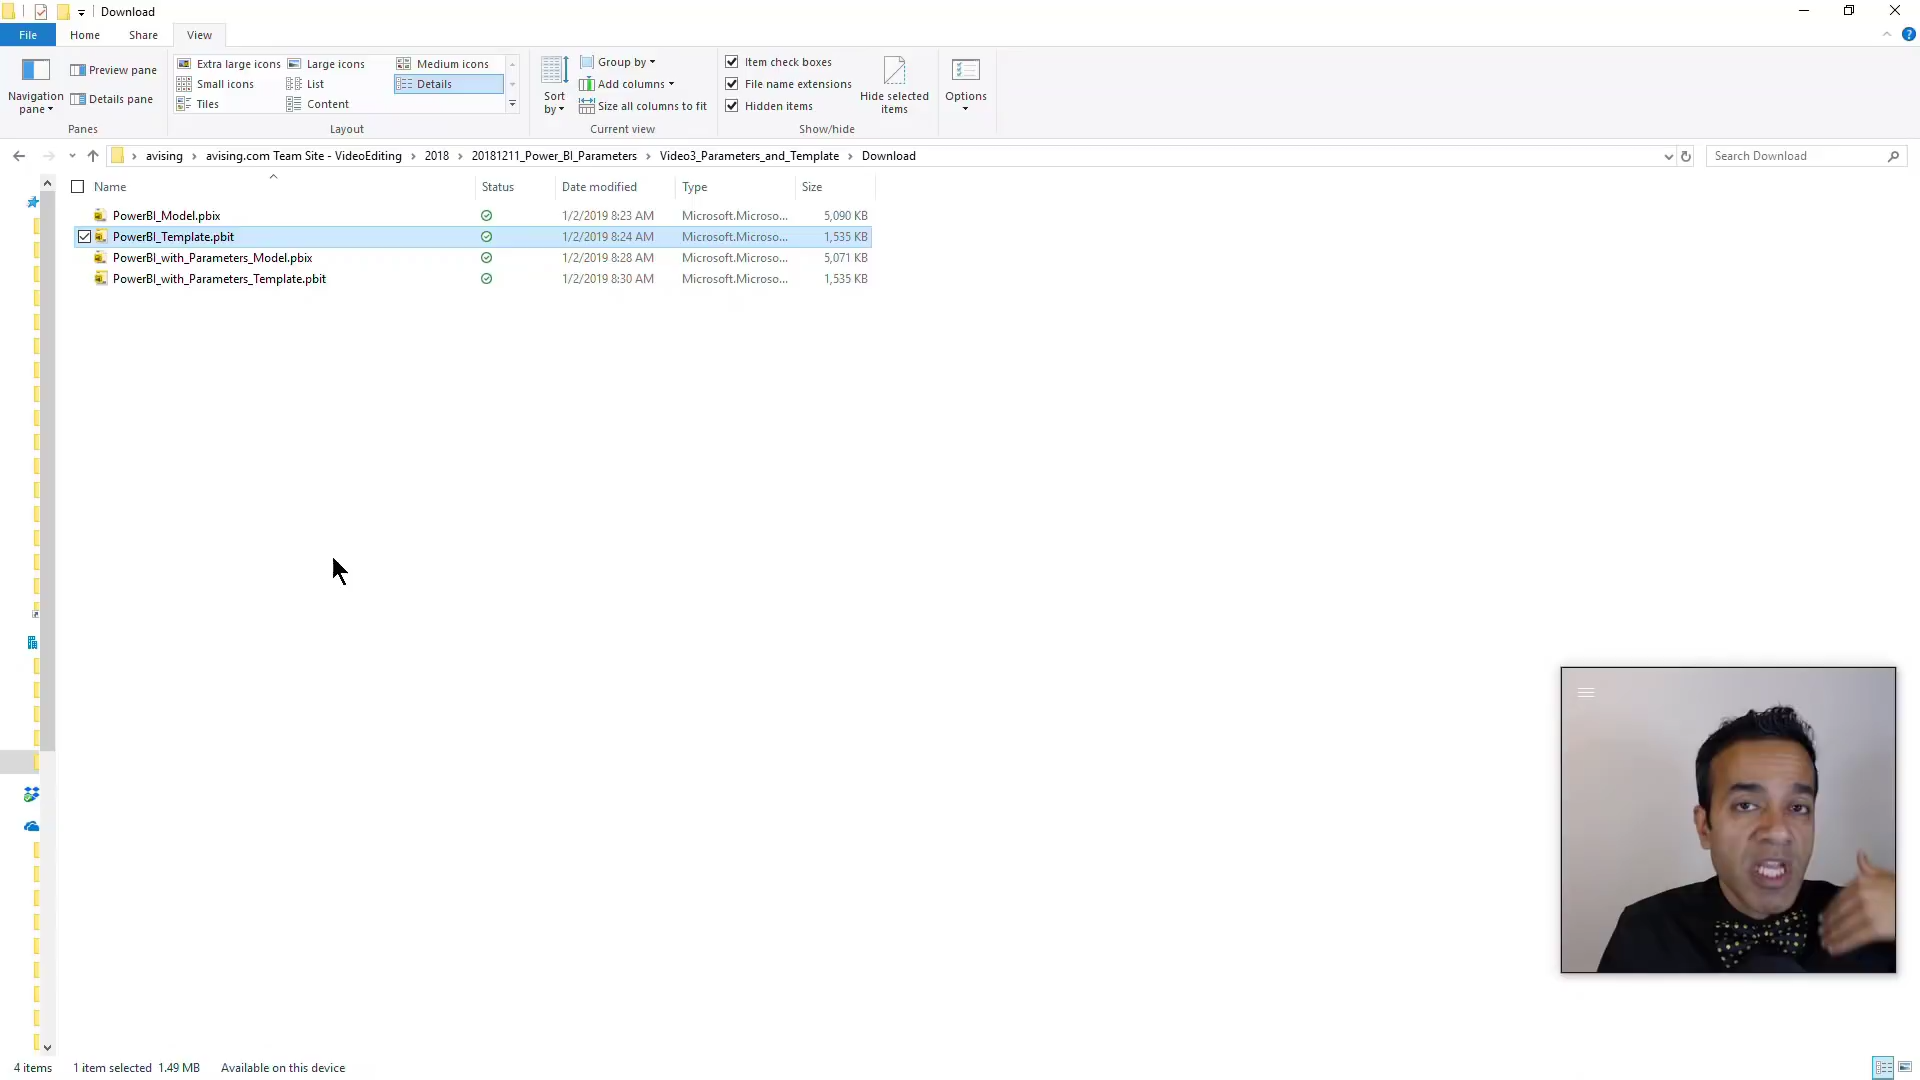 Download
File Home Share View
Navigation pane
Preview pane
Details pane
Panes
Extra large icons Large icons Medium icons
Small icons List Details
Tiles Content
Layout
Sort by
Group by
Add columns
Size all columns to fit
Current view
Item check boxes
File name extensions
Hidden items
Hide selected items
Show/hide
Options
avising avising.com Team Site - VideoEditing 2018 20181211_Power_BI_Parameters Video3_Parameters_and_Template Download
Search Download
Name Status Date modified Type Size
PowerBI_Model.pbix 1/2/2019 8:23 AM Microsoft.Microso... 5,090 KB
PowerBI_Template.pbit 1/2/2019 8:24 AM Microsoft.Microso... 1,535 KB
PowerBI_with_Parameters_Model.pbix 1/2/2019 8:28 AM Microsoft.Microso... 5,071 KB
PowerBI_with_Parameters_Template.pbit 1/2/2019 8:30 AM Microsoft.Microso... 1,535 KB
4 items 1 item selected 1.49 MB Available on this device